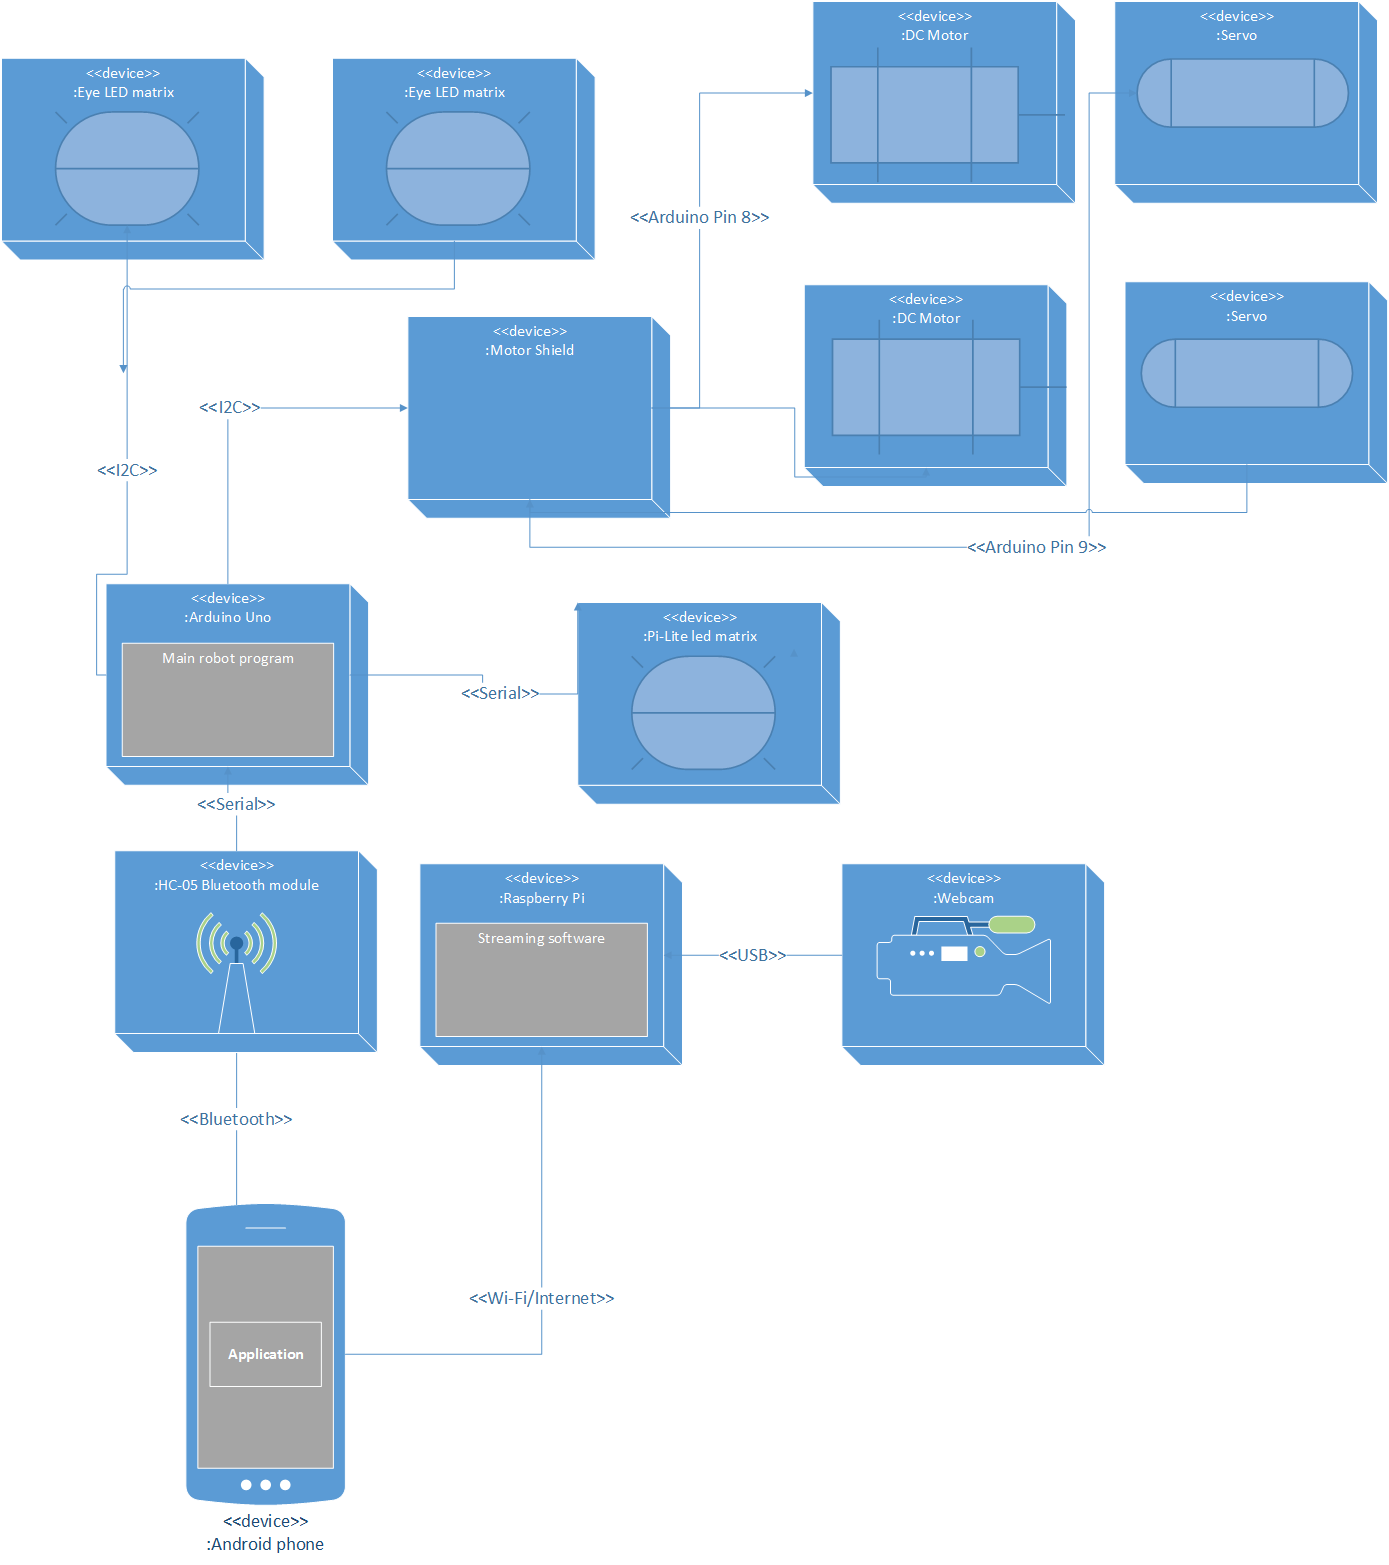 <<device>>
:DC Motor
<<device>>
:Servo
<<device>>
:Eye LED matrix
<<device>>
:Eye LED matrix
<<Arduino Pin 8>>
<<device>>
:DC Motor
<<device>>
:Servo
<<device>>
:Motor Shield
<<I2C>>
<<I2C>>
<<Arduino Pin 9>>
<<device>>
:Arduino Uno
Main robot program
<<device>>
:Pi-Lite led matrix
<<Serial>>
<<Serial>>
<<device>>
:HC-05 Bluetooth module
<<device>>
:Raspberry Pi
Streaming software
<<device>>
:Webcam
<<USB>>
<<Bluetooth>>
<<Wi-Fi/Internet>>
Application
<<device>>
:Android phone